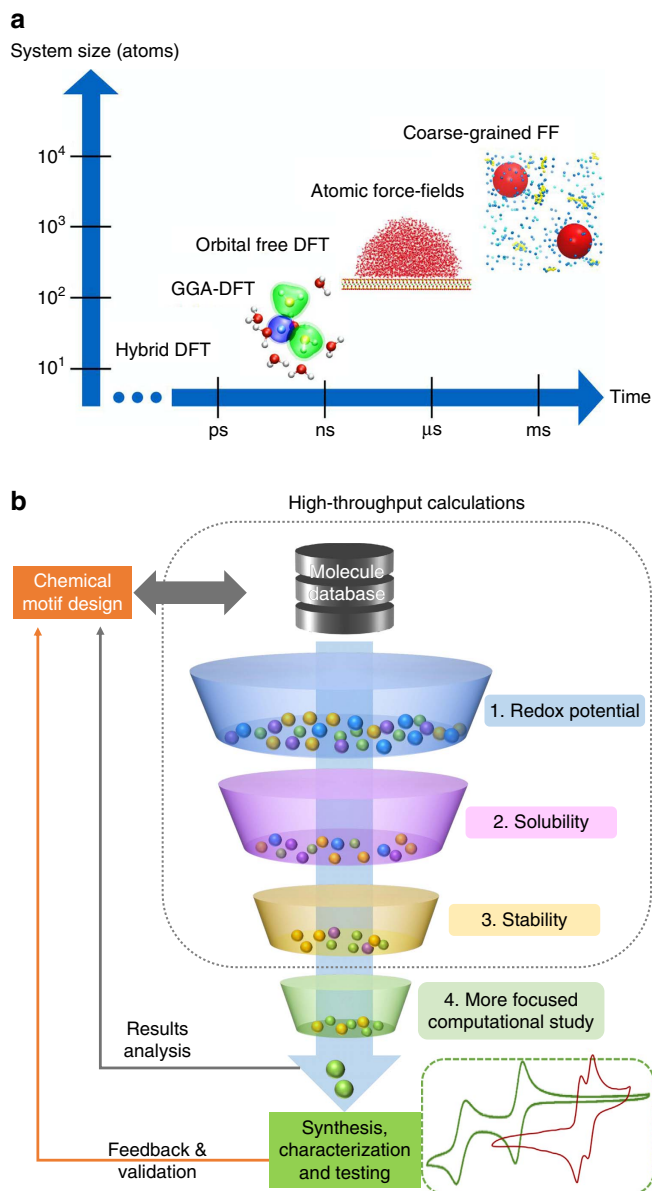 a
System size (atoms)
10⁴
10³
10²
10¹
Coarse-grained FF
Atomic force-fields
Orbital free DFT
GGA-DFT
Hybrid DFT
Time
ps
ns
μs
ms
b
High-throughput calculations
Chemical
motif design
Molecule
database
1. Redox potential
2. Solubility
3. Stability
4. More focused
computational study
Results
analysis
Synthesis,
characterization
and testing
Feedback &
validation